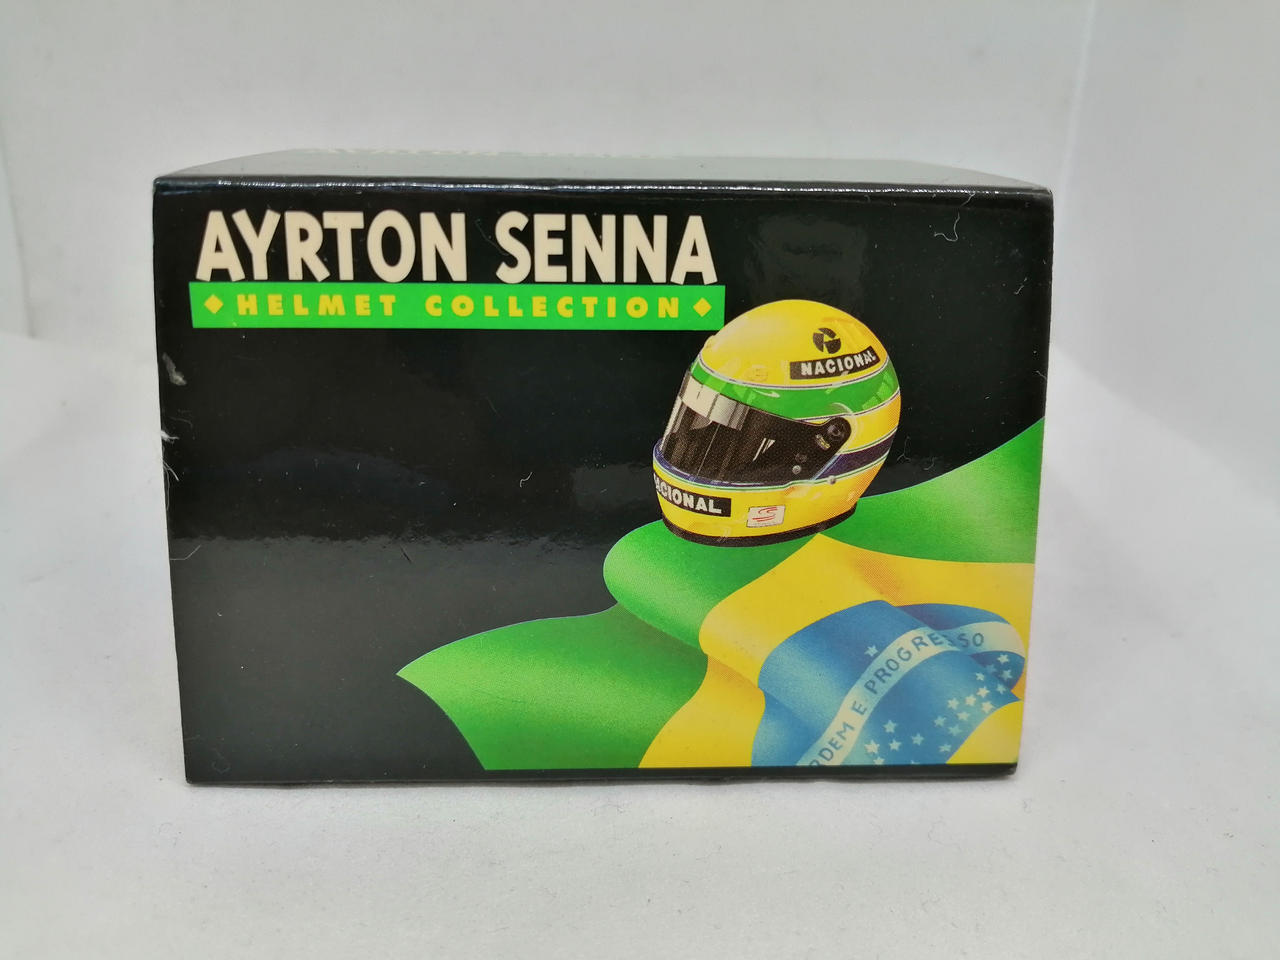 AYRTON SENNA
HELMET COLLECTION
NACIONAL
NACIONAL
ORDEM E PROGRESSO